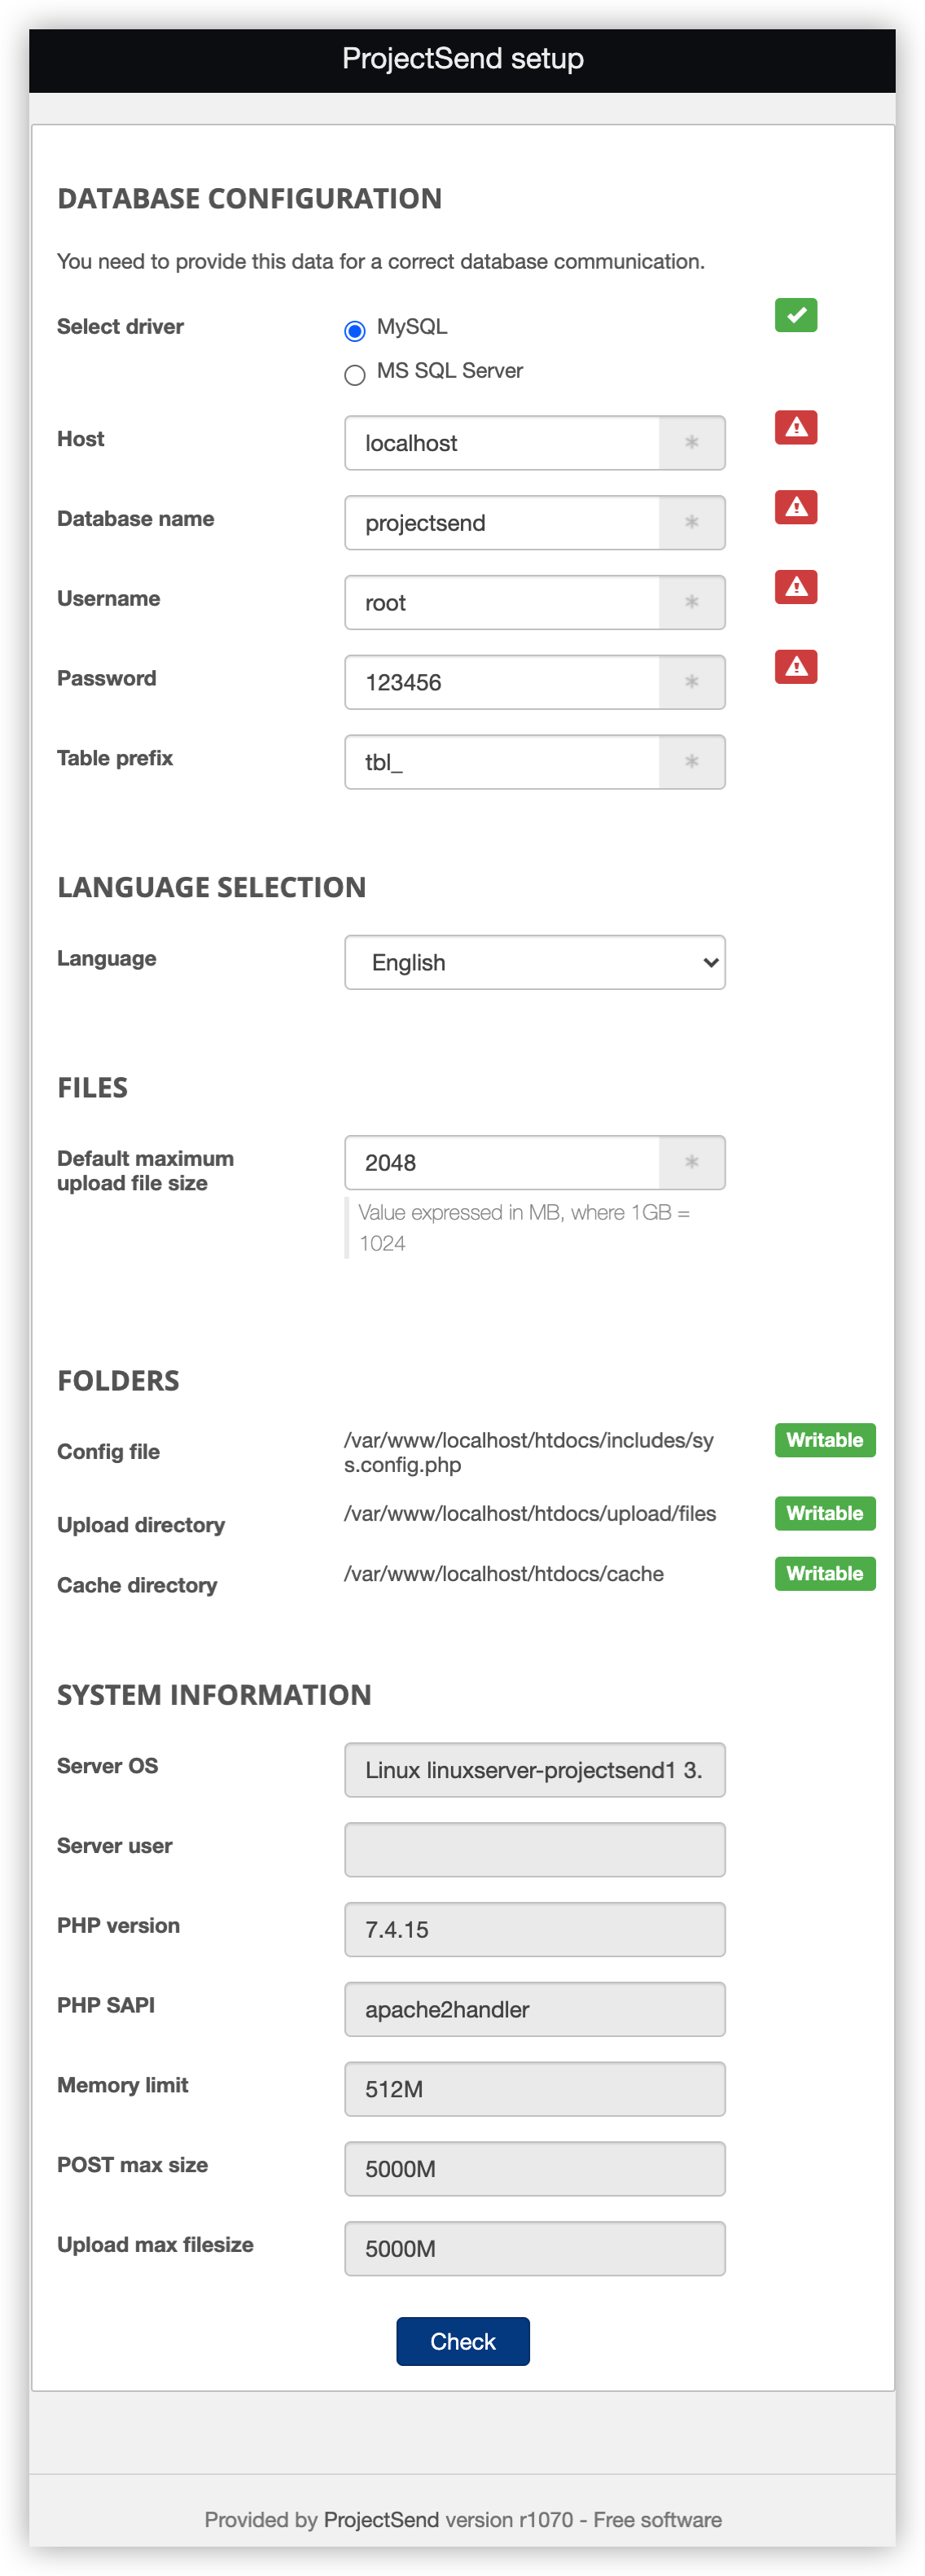 ProjectSend setup
DATABASE CONFIGURATION
You need to provide this data for a correct database communication.
Select driver
MySQL
MS SQL Server
Host
localhost
*
Database name
projectsend
*
Username
root
*
Password
123456
*
Table prefix
tbl_
*
LANGUAGE SELECTION
Language
English
FILES
Default maximum
upload file size
2048
*
Value expressed in MB, where 1GB =
1024
FOLDERS
Config file
/var/www/localhost/htdocs/includes/sy
s.config.php
Writable
Upload directory
/var/www/localhost/htdocs/upload/files
Writable
Cache directory
/var/www/localhost/htdocs/cache
Writable
SYSTEM INFORMATION
Server OS
Linux linuxserver-projectsend1 3.
Server user
PHP version
7.4.15
PHP SAPI
apache2handler
Memory limit
512M
POST max size
5000M
Upload max filesize
5000M
Check
Provided by ProjectSend version r1070 - Free software